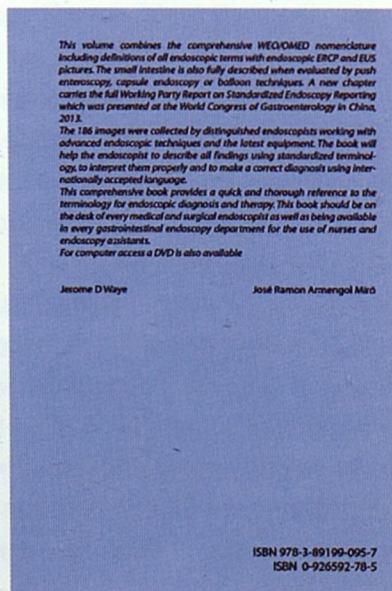 This volume combines the comprehensive WEO/OMED nomenclature
including definitions of all endoscopic terms with endoscopic ERCP and EUS
pictures. The small intestine is also fully described when evaluated by push
enteroscopy, capsule endoscopy or balloon techniques. A new chapter
carries the full Working Party Report on Standardized Endoscopy Reporting
which was presented at the World Congress of Gastroenterology in China,
2013.
The 186 images were collected by distinguished endoscopists working with
advanced endoscopic techniques and the latest equipment. The book will
help the endoscopist to describe all findings using standardized terminol-
ogy, to interpret them properly and to make a correct diagnosis using inter-
nationally accepted language.
This comprehensive book provides a quick and thorough reference to the
terminology for endoscopic diagnosis and therapy. This book should be on
the desk of every medical and surgical endoscopist as well as being available
in every gastrointestinal endoscopy department for the use of nurses and
endoscopy assistants.
For computer access a DVD is also available
Jerome D Waye José Ramon Armengol Miró
ISBN 978-3-89199-095-7
ISBN 0-926592-78-5